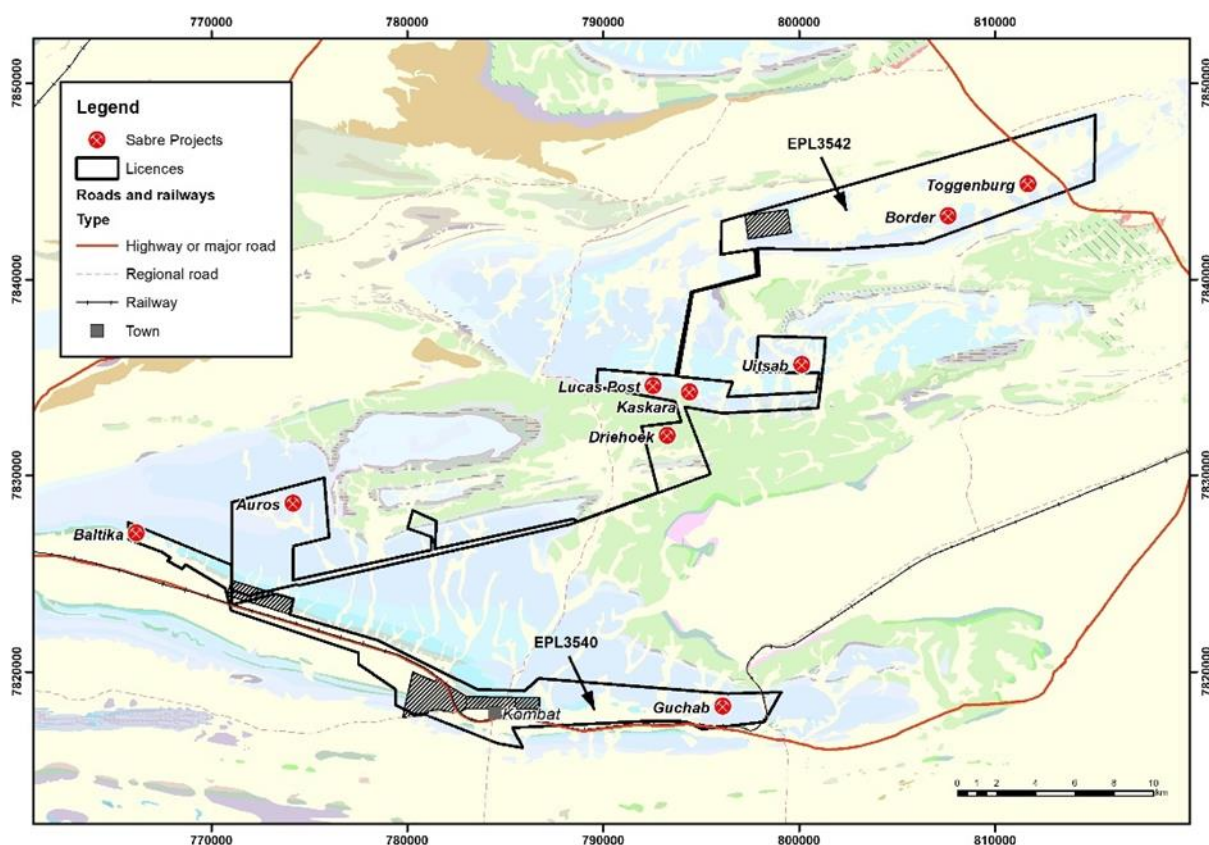 770000 780000 790000 800000 810000
7850000 7850000
Legend
Sabre Projects
Licences
Roads and railways
Type
Highway or major road
Regional road
Railway
Town
EPL3542
Toggenburg
Border
7840000 7840000
Uitsab
Lucas Post
Kaskara
Driehoek
7830000 7830000
Auros
Baltika
EPL3540
7820000 7820000
Guchab
Kombat
0 1 2 4 6 8 10
km
770000 780000 790000 800000 810000